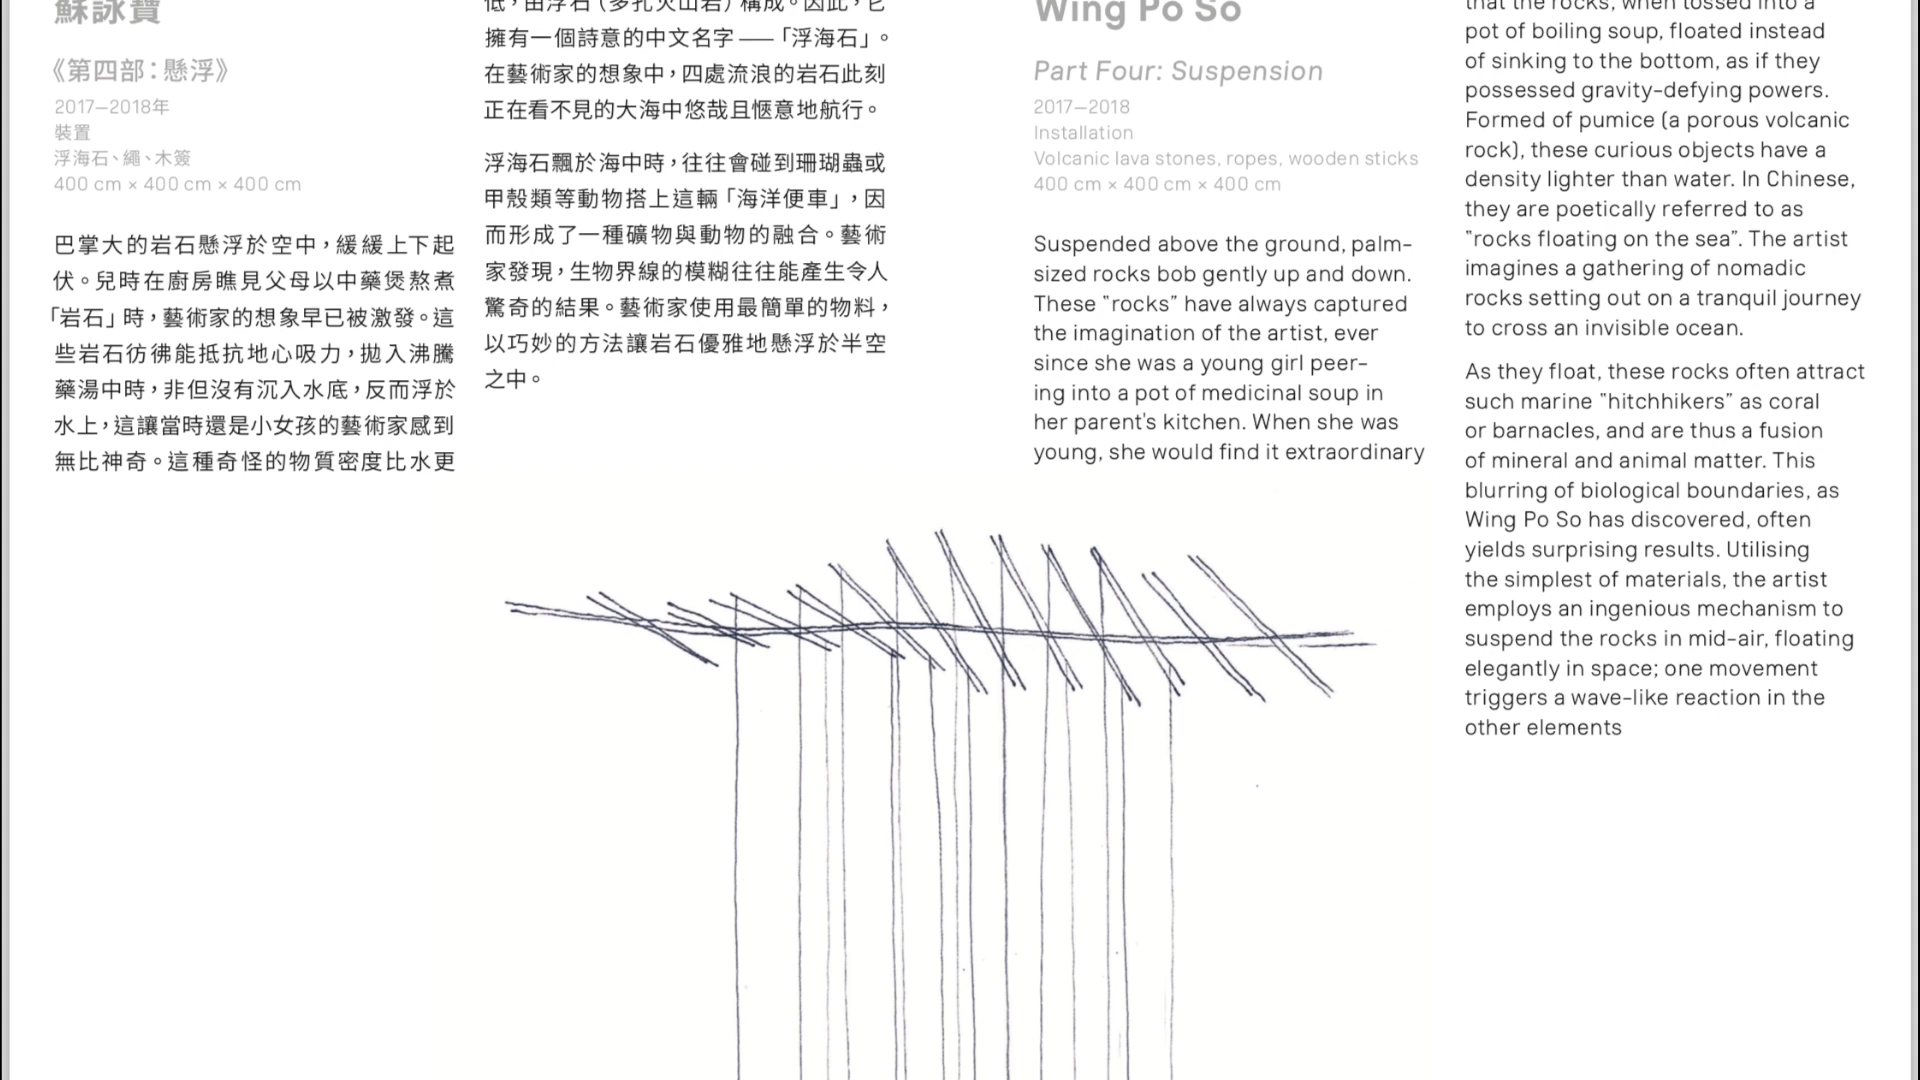 蘇詠寶
《第四部：懸浮》
2017–2018年
裝置
浮海石、繩、木簽
400 cm × 400 cm × 400 cm
巴掌大的岩石懸浮於空中，緩緩上下起
伏。兒時在廚房瞧見父母以中藥煲熬煮
「岩石」時，藝術家的想象早已被激發。這
些岩石彷彿能抵抗地心吸力，拋入沸騰
藥湯中時，非但沒有沉入水底，反而浮於
水上，這讓當時還是小女孩的藝術家感到
無比神奇。這種奇怪的物質密度比水更
低，由浮石（多孔火山岩）構成。因此，它
擁有一個詩意的中文名字 ——「浮海石」。
在藝術家的想象中，四處流浪的岩石此刻
正在看不見的大海中悠哉且愜意地航行。
浮海石飄於海中時，往往會碰到珊瑚蟲或
甲殼類等動物搭上這輛「海洋便車」，因
而形成了一種礦物與動物的融合。藝術
家發現，生物界線的模糊往往能產生令人
驚奇的結果。藝術家使用最簡單的物料，
以巧妙的方法讓岩石優雅地懸浮於半空
之中。
Wing Po So
Part Four: Suspension
2017–2018
Installation
Volcanic lava stones, ropes, wooden sticks
400 cm × 400 cm × 400 cm
Suspended above the ground, palm-
sized rocks bob gently up and down.
These "rocks" have always captured
the imagination of the artist, ever
since she was a young girl peer-
ing into a pot of medicinal soup in
her parent's kitchen. When she was
young, she would find it extraordinary
that the rocks, when tossed into a
pot of boiling soup, floated instead
of sinking to the bottom, as if they
possessed gravity-defying powers.
Formed of pumice (a porous volcanic
rock), these curious objects have a
density lighter than water. In Chinese,
they are poetically referred to as
"rocks floating on the sea". The artist
imagines a gathering of nomadic
rocks setting out on a tranquil journey
to cross an invisible ocean.
As they float, these rocks often attract
such marine "hitchhikers" as coral
or barnacles, and are thus a fusion
of mineral and animal matter. This
blurring of biological boundaries, as
Wing Po So has discovered, often
yields surprising results. Utilising
the simplest of materials, the artist
employs an ingenious mechanism to
suspend the rocks in mid-air, floating
elegantly in space; one movement
triggers a wave-like reaction in the
other elements